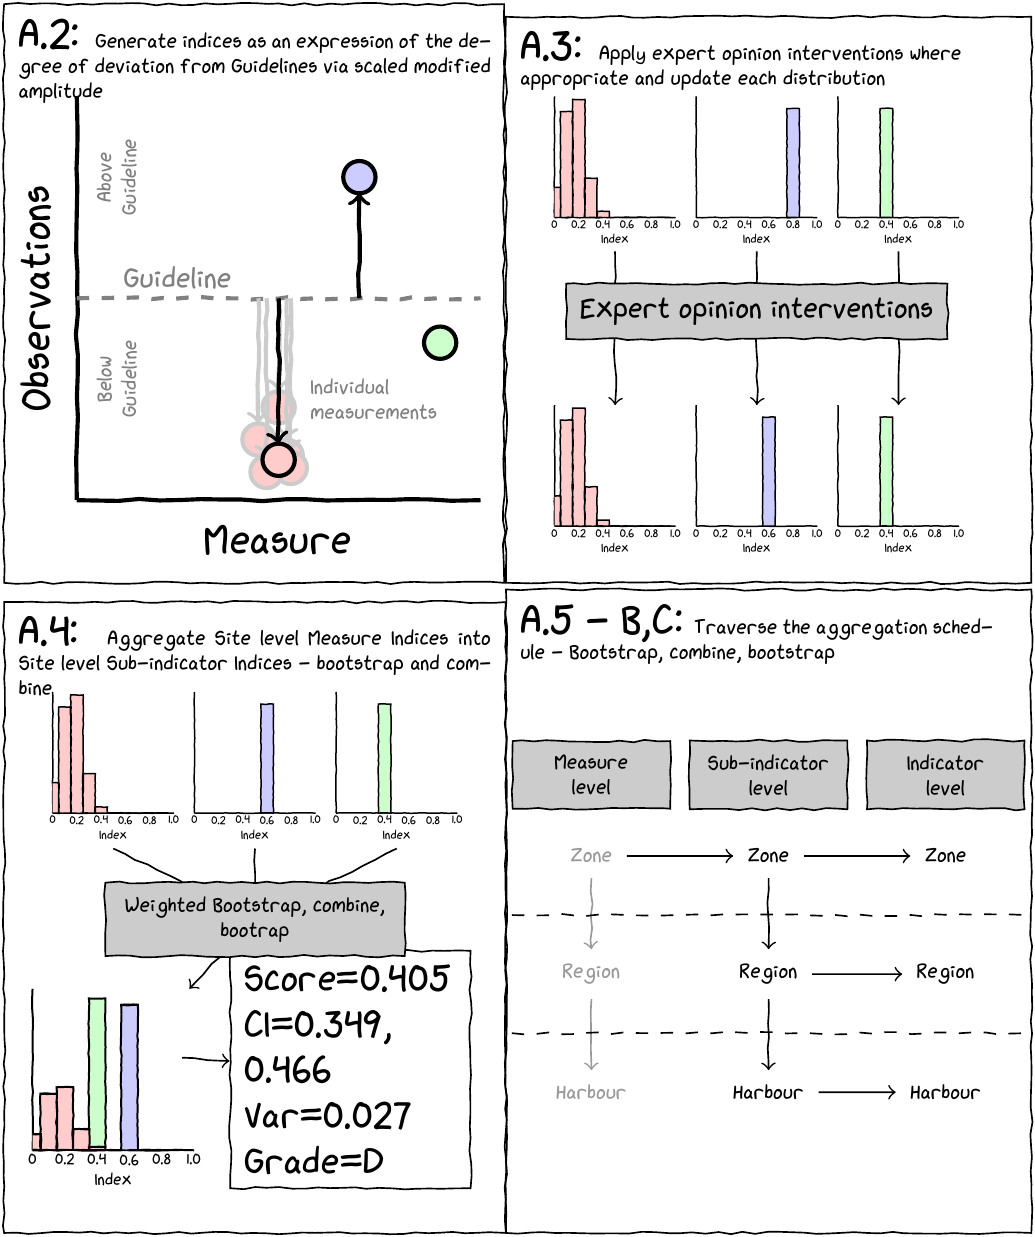 A.2: Generate indices as an expression of the de–
gree of deviation from Guidelines via scaled modified
amplitude
Above
Guideline
Guideline
Observations
Below
Guideline
Individual
measurements
Measure
A.3: Apply expert opinion interventions where
appropriate and update each distribution
0 0.2 0.4 0.6 0.8 1.0
Index
0 0.2 0.4 0.6 0.8 1.0
Index
0 0.2 0.4 0.6 0.8 1.0
Index
Expert opinion interventions
0 0.2 0.4 0.6 0.8 1.0
Index
0 0.2 0.4 0.6 0.8 1.0
Index
0 0.2 0.4 0.6 0.8 1.0
Index
A.4: Aggregate Site level Measure Indices into
Site level Sub–indicator Indices – bootstrap and com–
bine
0 0.2 0.4 0.6 0.8 1.0
Index
0 0.2 0.4 0.6 0.8 1.0
Index
0 0.2 0.4 0.6 0.8 1.0
Index
Weighted Bootstrap, combine,
bootrap
Score=0.405
CI=0.349,
0.466
Var=0.027
Grade=D
0 0.2 0.4 0.6 0.8 1.0
Index
A.5 – B,C: Traverse the aggregation sched–
ule – Bootstrap, combine, bootstrap
Measure
level
Sub–indicator
level
Indicator
level
Zone Zone Zone
Region Region Region
Harbour Harbour Harbour